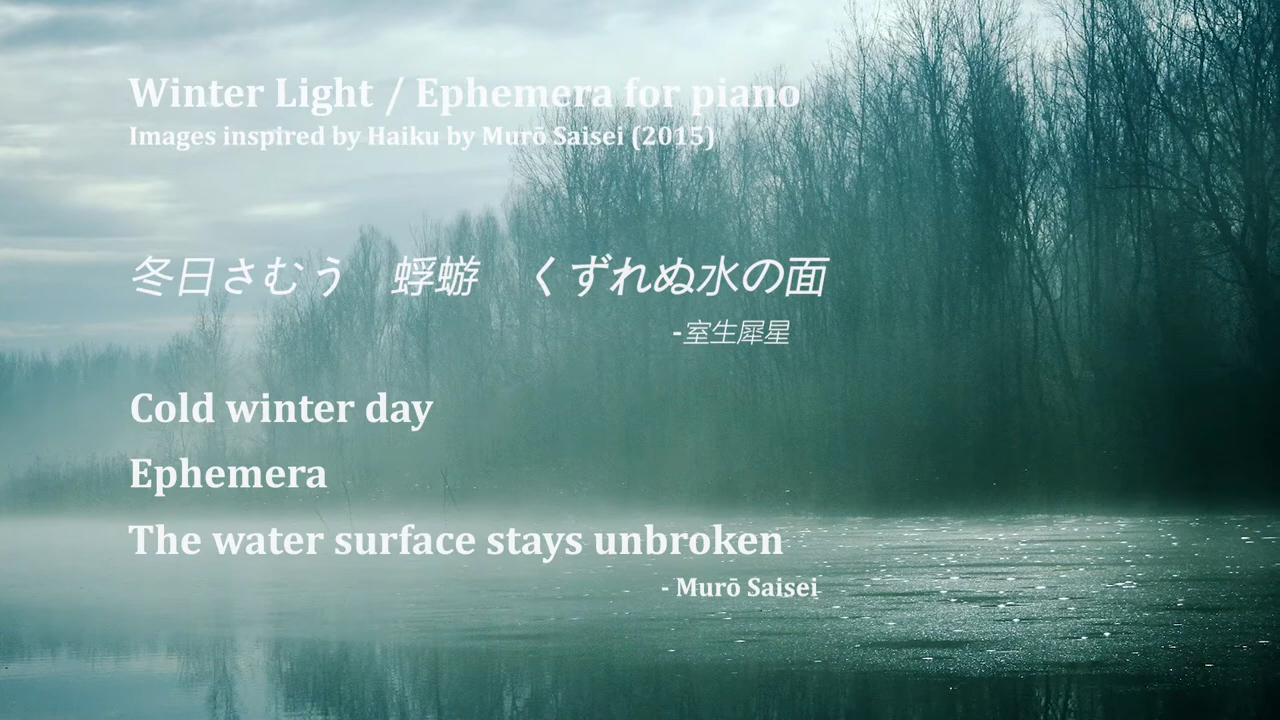 Winter Light / Ephemera for piano
Images inspired by Haiku by Murō Saisei (2015)
冬日さむう　蜉蝣　くずれぬ水の面
-室生犀星
Cold winter day
Ephemera
The water surface stays unbroken
- Murō Saisei